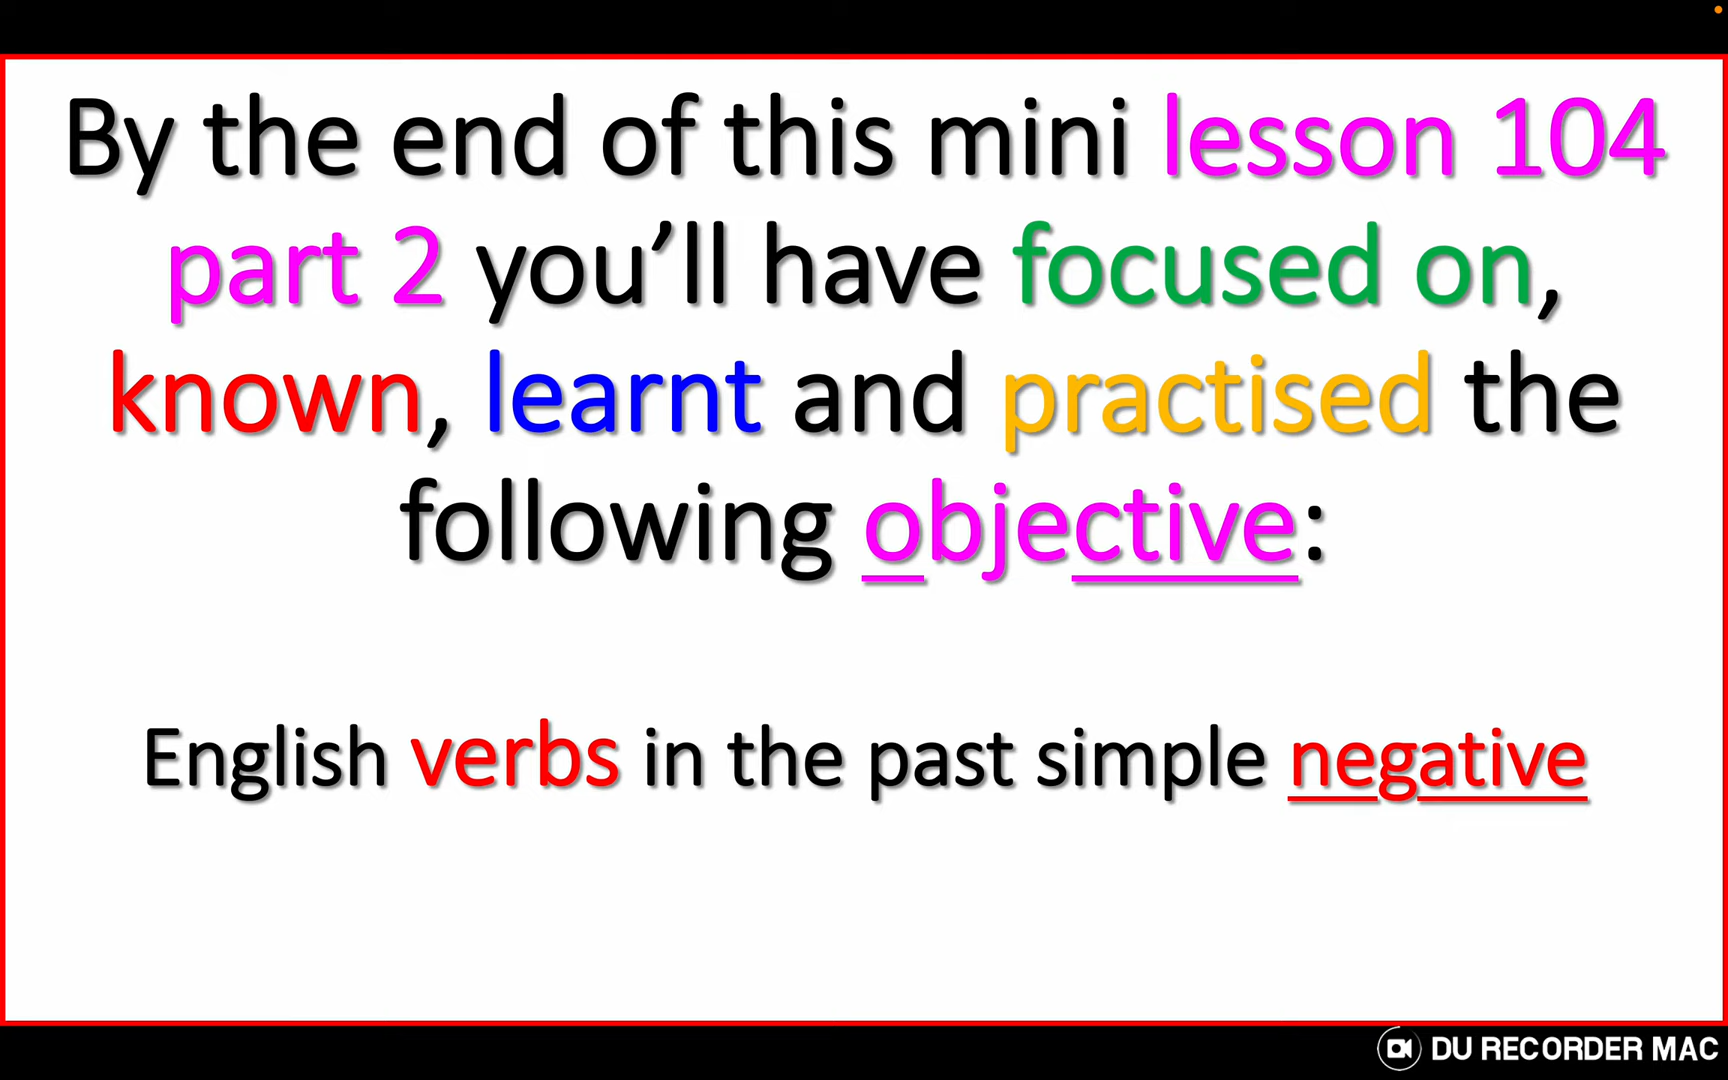 By the end of this mini lesson 104
part 2 you’ll have focused on,
known, learnt and practised the
following objective:
English verbs in the past simple negative
DU RECORDER MAC